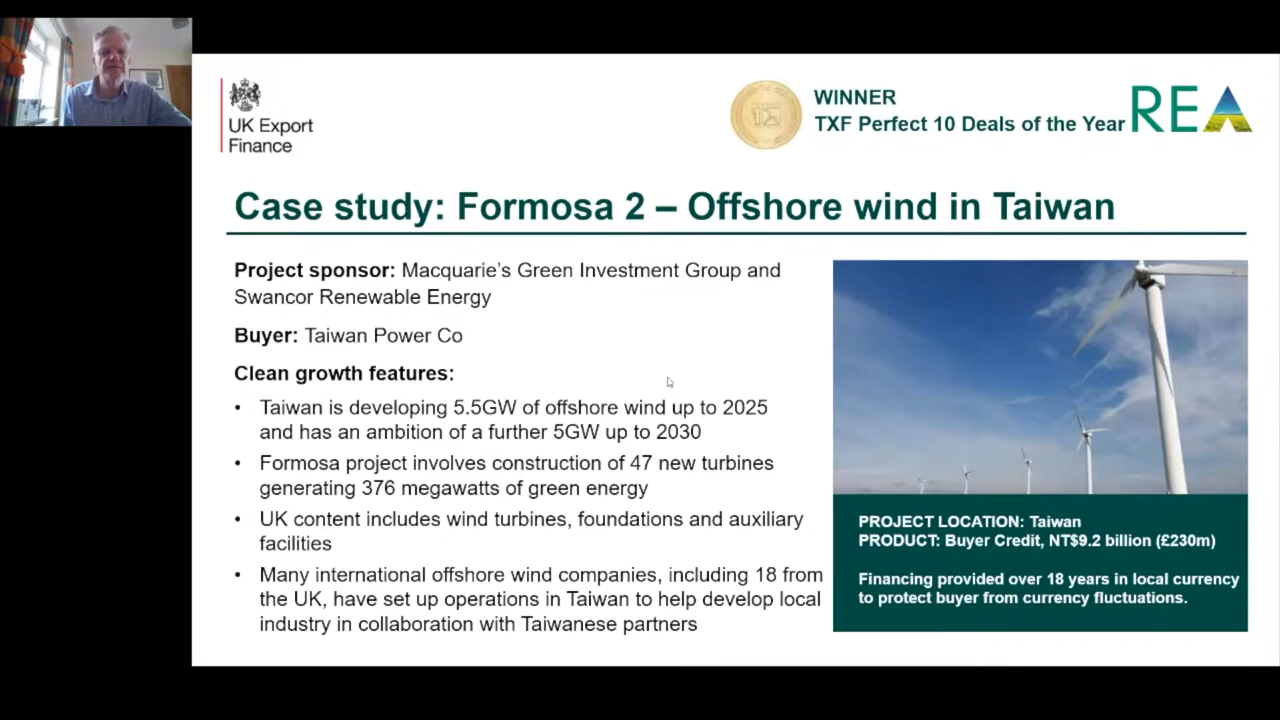 UK Export
Finance
WINNER
TXF Perfect 10 Deals of the Year
REA
Case study: Formosa 2 – Offshore wind in Taiwan
Project sponsor: Macquarie's Green Investment Group and
Swancor Renewable Energy
Buyer: Taiwan Power Co
Clean growth features:
• Taiwan is developing 5.5GW of offshore wind up to 2025
and has an ambition of a further 5GW up to 2030
• Formosa project involves construction of 47 new turbines
generating 376 megawatts of green energy
• UK content includes wind turbines, foundations and auxiliary
facilities
• Many international offshore wind companies, including 18 from
the UK, have set up operations in Taiwan to help develop local
industry in collaboration with Taiwanese partners
PROJECT LOCATION: Taiwan
PRODUCT: Buyer Credit, NT$9.2 billion (£230m)
Financing provided over 18 years in local currency
to protect buyer from currency fluctuations.